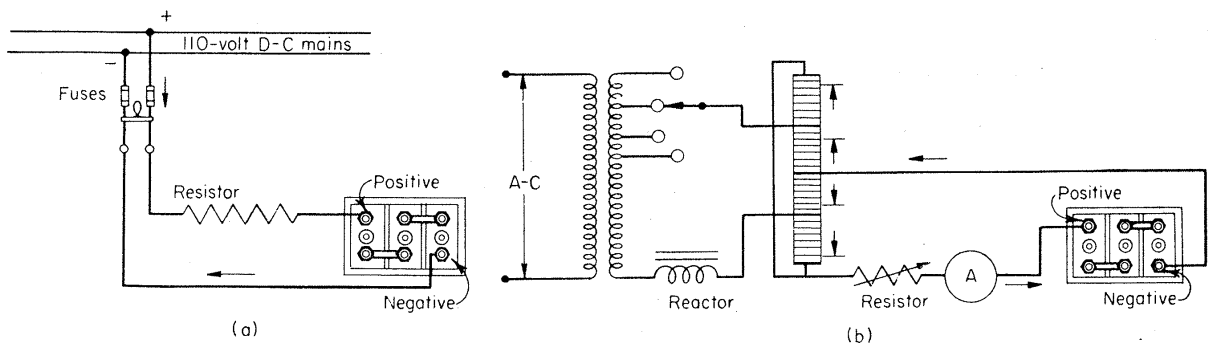 +
110-volt D-C mains
−
Fuses
Resistor
Positive
Negative
(a)
A-C
Reactor
Resistor
A
Positive
Negative
(b)